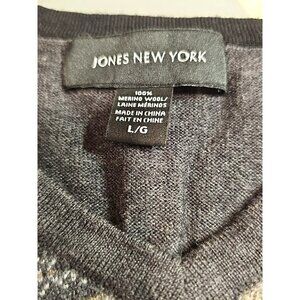 JONES NEW YORK
100%
MERINO WOOL/
LAINE MÉRINOS
MADE IN CHINA
FAIT EN CHINE
L/G